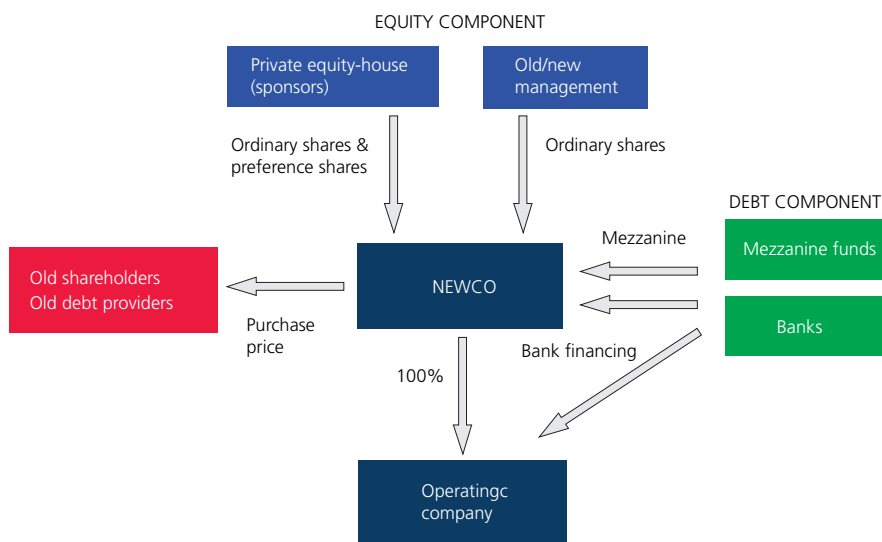 EQUITY COMPONENT
Private equity-house
(sponsors)
Old/new
management
Ordinary shares &
preference shares
Ordinary shares
DEBT COMPONENT
Mezzanine
Mezzanine funds
Old shareholders
Old debt providers
NEWCO
Purchase
price
Banks
Bank financing
100%
Operatingc
company